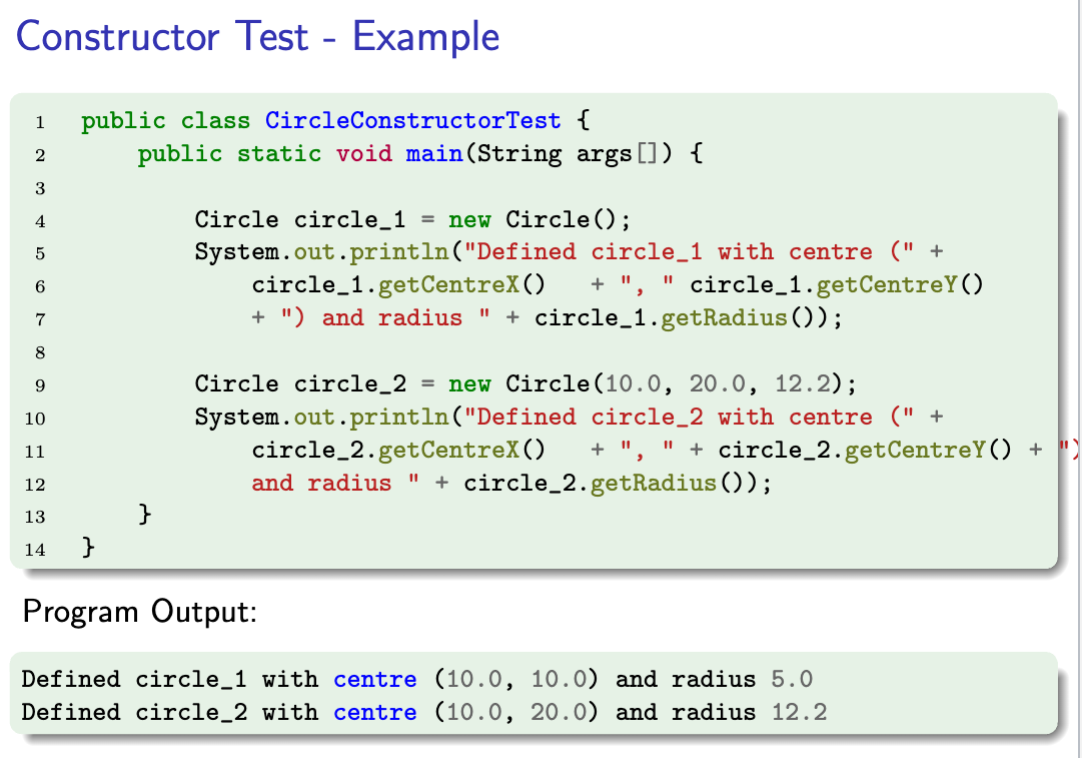 Constructor Test - Example
1 public class CircleConstructorTest {
2 public static void main(String args[]) {
3
4 Circle circle_1 = new Circle();
5 System.out.println("Defined circle_1 with centre (" +
6 circle_1.getCentreX() + ", " circle_1.getCentreY()
7 + ") and radius " + circle_1.getRadius());
8
9 Circle circle_2 = new Circle(10.0, 20.0, 12.2);
10 System.out.println("Defined circle_2 with centre (" +
11 circle_2.getCentreX() + ", " + circle_2.getCentreY() + ")
12 and radius " + circle_2.getRadius());
13 }
14 }
Program Output:
Defined circle_1 with centre (10.0, 10.0) and radius 5.0
Defined circle_2 with centre (10.0, 20.0) and radius 12.2